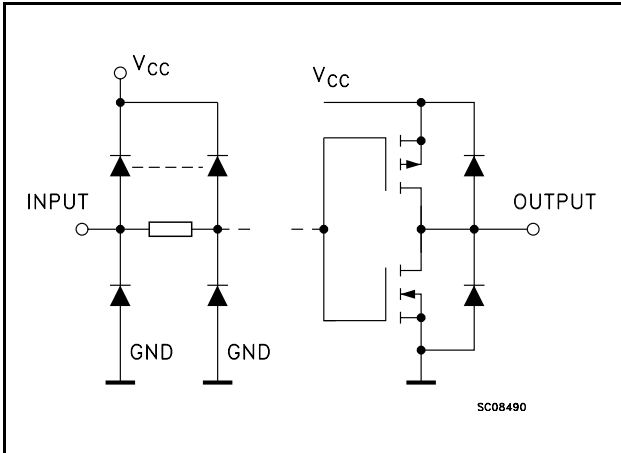 VCC
VCC
INPUT
OUTPUT
GND
GND
SC08490